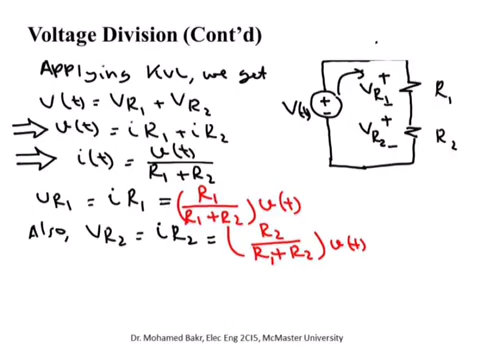 Voltage Division (Cont'd)
Applying KVL, we get
V(t) = VR1 + VR2
⇒ v(t) = iR1 + iR2
⇒ i(t) = v(t) / R1 + R2
VR1 = iR1 = (R1 / R1 + R2) v(t)
Also, VR2 = iR2 = (R2 / R1 + R2) v(t)
V(t)
+
-
+
VR1
-
R1
+
VR2
-
R2
Dr. Mohamed Bakr, Elec Eng 2CI5, McMaster University